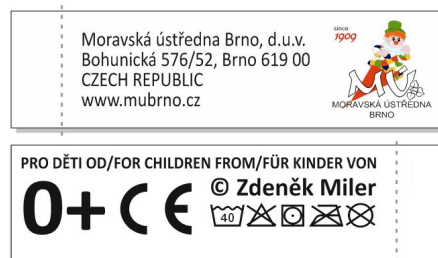 Moravská ústředna Brno, d.u.v.
Bohunická 576/52, Brno 619 00
CZECH REPUBLIC
www.mubrno.cz
since
1909
MÚ
MORAVSKÁ ÚSTŘEDNA
BRNO
PRO DĚTI OD/FOR CHILDREN FROM/FÜR KINDER VON
0+ CE
© Zdeněk Miler
40